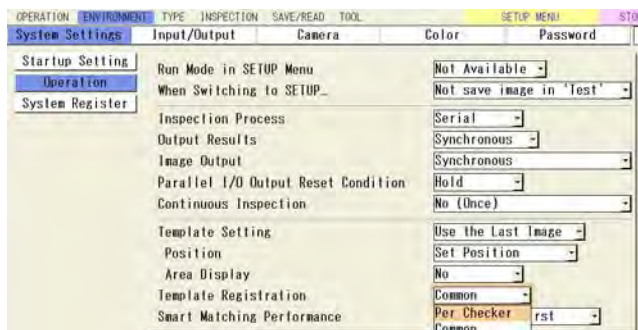 OPERATION ENVIRONMENT TYPE INSPECTION SAVE/READ TOOL SETUP MENU STO
System Settings Input/Output Camera Color Password
Startup Setting
Operation
System Register
Run Mode in SETUP Menu Not Available
When Switching to SETUP_ Not save image in 'Test'
Inspection Process Serial
Output Results Synchronous
Image Output Synchronous
Parallel I/O Output Reset Condition Hold
Continuous Inspection No (Once)
Template Setting Use the Last Image
Position Set Position
Area Display No
Template Registration Common
Smart Matching Performance Per Checker rst
Common